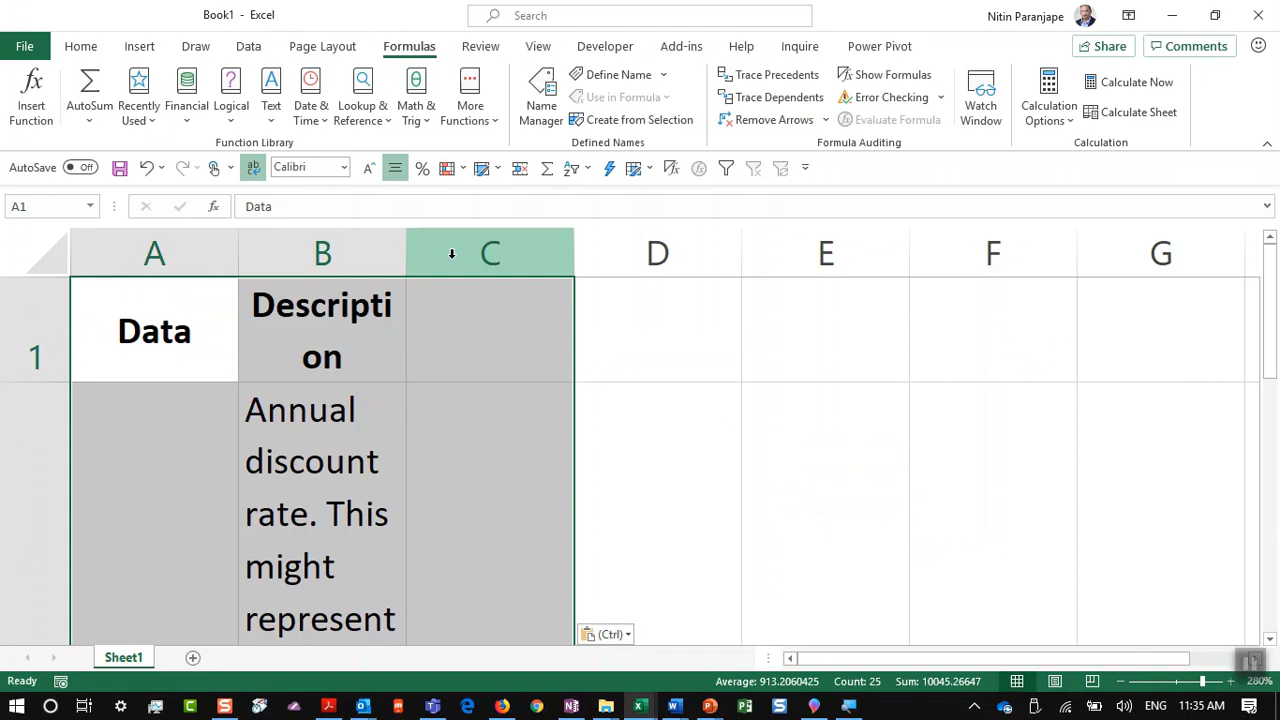 Book1 - Excel
Search
Nitin Paranjape
File Home Insert Draw Data Page Layout Formulas Review View Developer Add-ins Help Inquire Power Pivot Share Comments
Insert Function
AutoSum
Recently Used
Financial
Logical
Text
Date & Time
Lookup & Reference
Math & Trig
More Functions
Function Library
Name Manager
Define Name
Use in Formula
Create from Selection
Defined Names
Trace Precedents
Trace Dependents
Remove Arrows
Show Formulas
Error Checking
Evaluate Formula
Formula Auditing
Watch Window
Calculation Options
Calculate Now
Calculate Sheet
Calculation
AutoSave Off
Calibri
A1 fx Data
A B C D E F G
1
Data
Descripti
on
Annual
discount
rate. This
might
represent
(Ctrl)
Sheet1
Ready Average: 913.2060425 Count: 25 Sum: 10045.26647 280%
ENG 11:35 AM